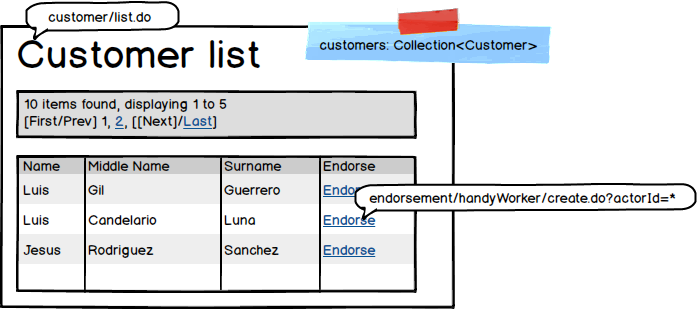 customer/list.do
Customer list
customers: Collection<Customer>
10 items found, displaying 1 to 5
[First/Prev] 1, 2, [[Next]/Last]
Name Middle Name Surname Endorse
Luis Gil Guerrero Endorse
endorsement/handyWorker/create.do?actorId=*
Luis Candelario Luna Endorse
Jesus Rodriguez Sanchez Endorse